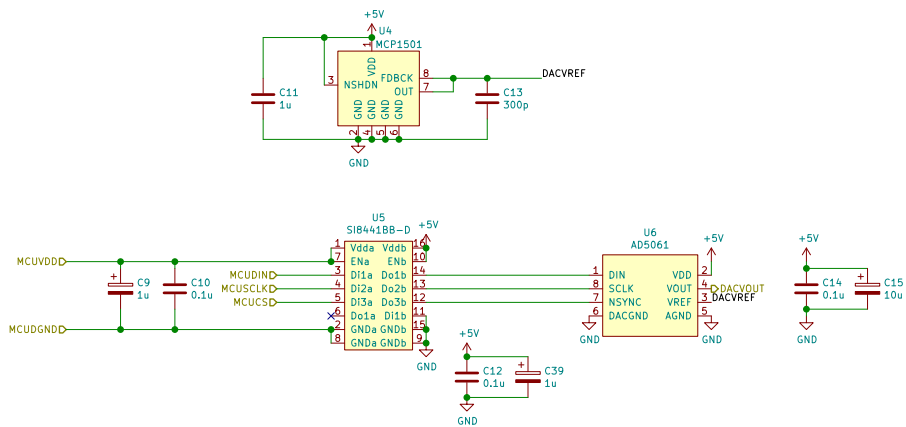 +5V
U4
MCP1501
1
VDD
3
NSHDN
FDBCK
8
DACVREF
OUT
7
GND
GND
GND
GND
2
4
5
6
GND
C11
1u
C13
300p
U5
SI8441BB-D
+5V
MCUVDD
1
Vdda
Vddb
16
7
ENa
ENb
10
MCUDIN
3
Di1a
Do1b
14
MCUSCLK
4
Di2a
Do2b
13
MCUCS
5
Di3a
Do3b
12
6
Do1a
Di1b
11
MCUDGND
2
GNDa
GNDb
15
8
GNDa
GNDb
9
GND
+
C9
1u
C10
0.1u
U6
AD5061
+5V
1
DIN
VDD
2
8
SCLK
VOUT
4
DACVOUT
7
NSYNC
VREF
3
DACVREF
6
DACGND
AGND
5
GND
GND
+5V
C14
0.1u
+
C15
10u
GND
+5V
C12
0.1u
+
C39
1u
GND